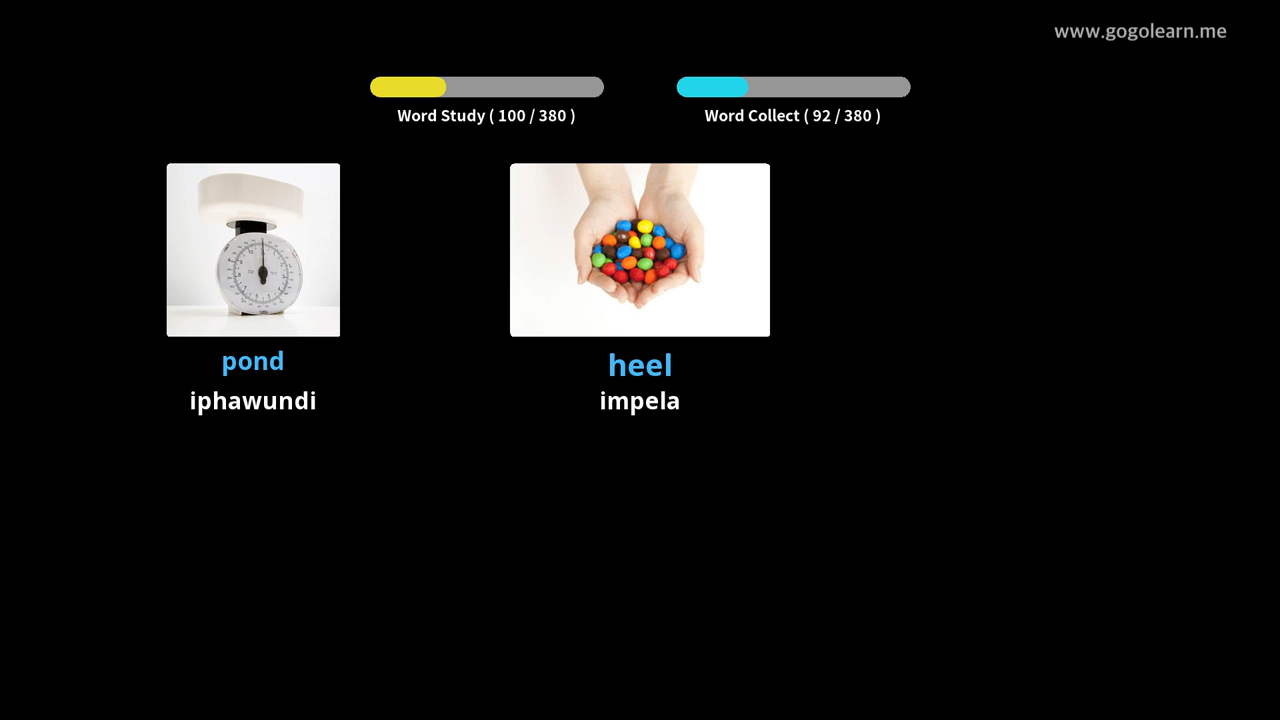 www.gogolearn.me
Word Study ( 100 / 380 )
Word Collect ( 92 / 380 )
pond
iphawundi
heel
impela